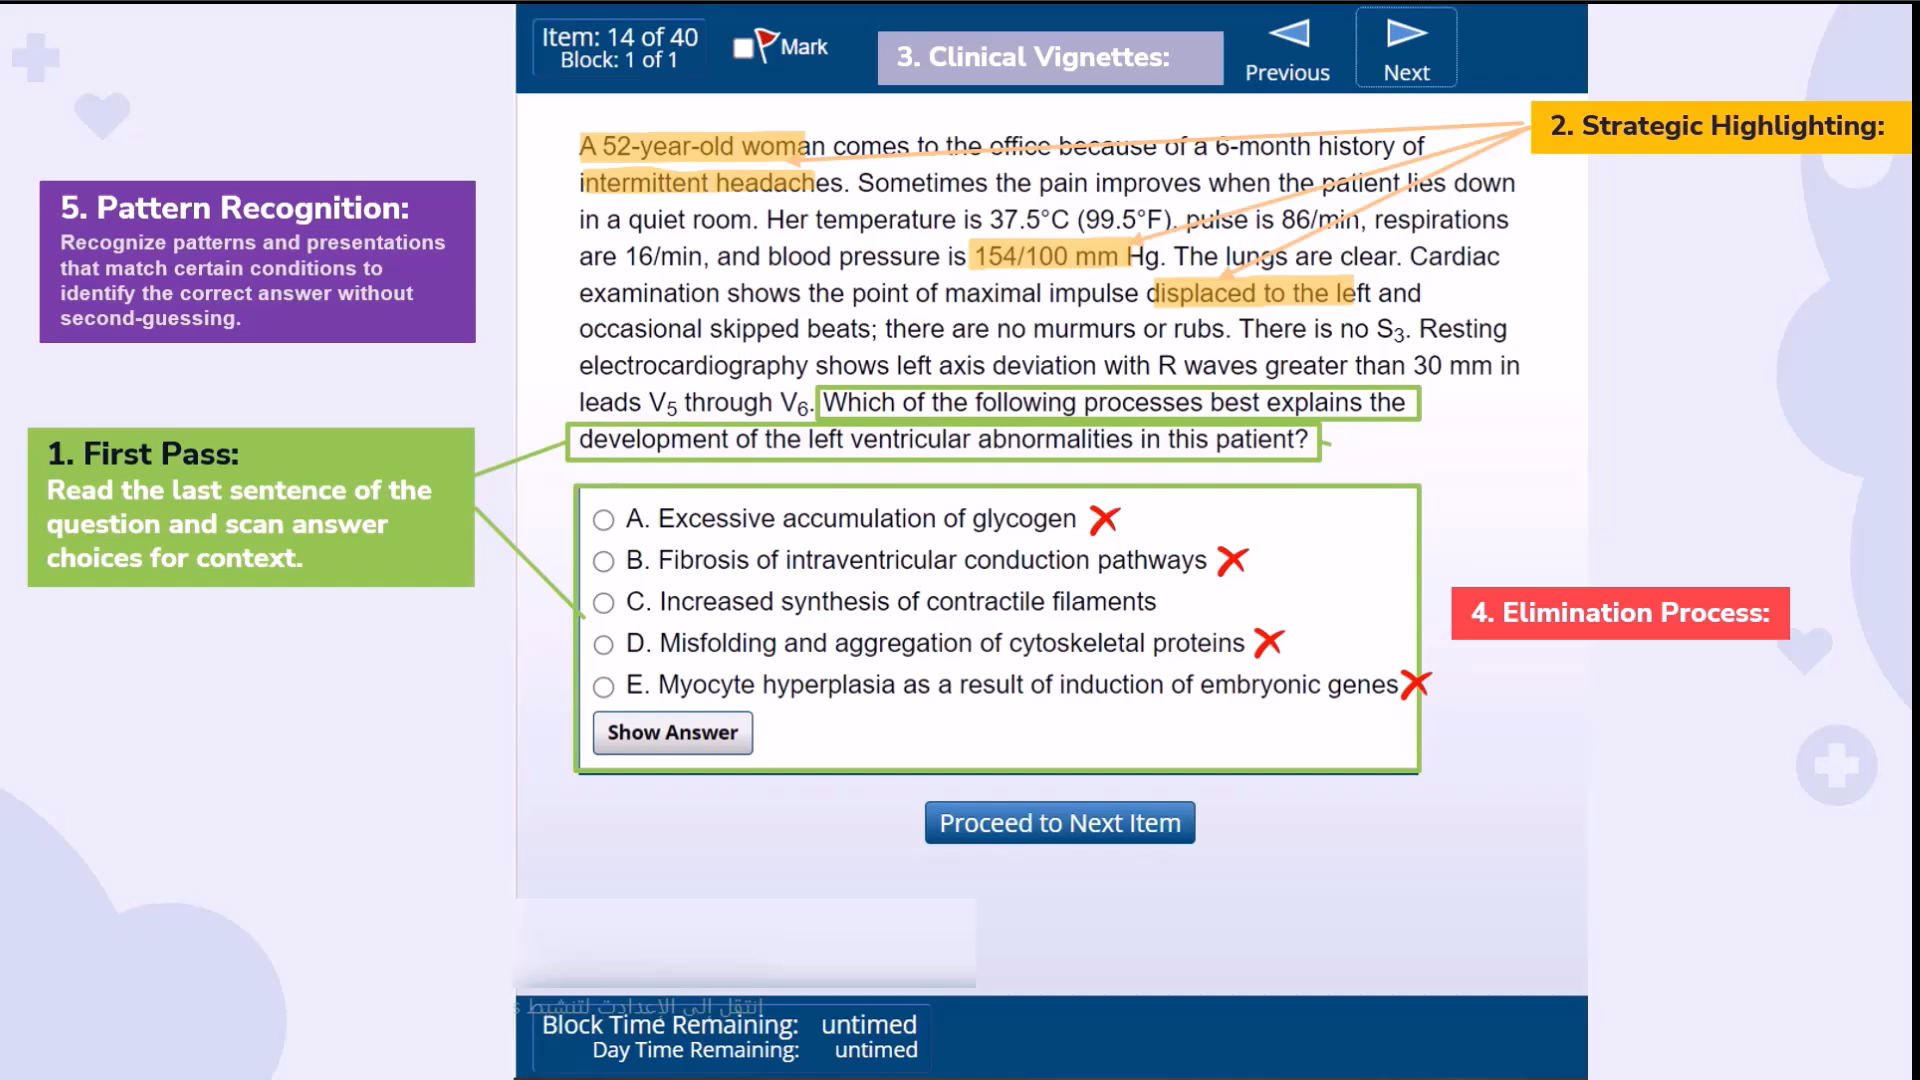 Item: 14 of 40
Block: 1 of 1
Mark
3. Clinical Vignettes:
Previous
Next
2. Strategic Highlighting:
A 52-year-old woman comes to the office because of a 6-month history of
intermittent headaches. Sometimes the pain improves when the patient lies down
in a quiet room. Her temperature is 37.5°C (99.5°F), pulse is 86/min, respirations
are 16/min, and blood pressure is 154/100 mm Hg. The lungs are clear. Cardiac
examination shows the point of maximal impulse displaced to the left and
occasional skipped beats; there are no murmurs or rubs. There is no S3. Resting
electrocardiography shows left axis deviation with R waves greater than 30 mm in
leads V5 through V6. Which of the following processes best explains the
development of the left ventricular abnormalities in this patient?
5. Pattern Recognition:
Recognize patterns and presentations
that match certain conditions to
identify the correct answer without
second-guessing.
1. First Pass:
Read the last sentence of the
question and scan answer
choices for context.
A. Excessive accumulation of glycogen
B. Fibrosis of intraventricular conduction pathways
C. Increased synthesis of contractile filaments
D. Misfolding and aggregation of cytoskeletal proteins
E. Myocyte hyperplasia as a result of induction of embryonic genes
Show Answer
4. Elimination Process:
Proceed to Next Item
انتقل إلى الإعدادت لتنشيط
Block Time Remaining: untimed
Day Time Remaining: untimed